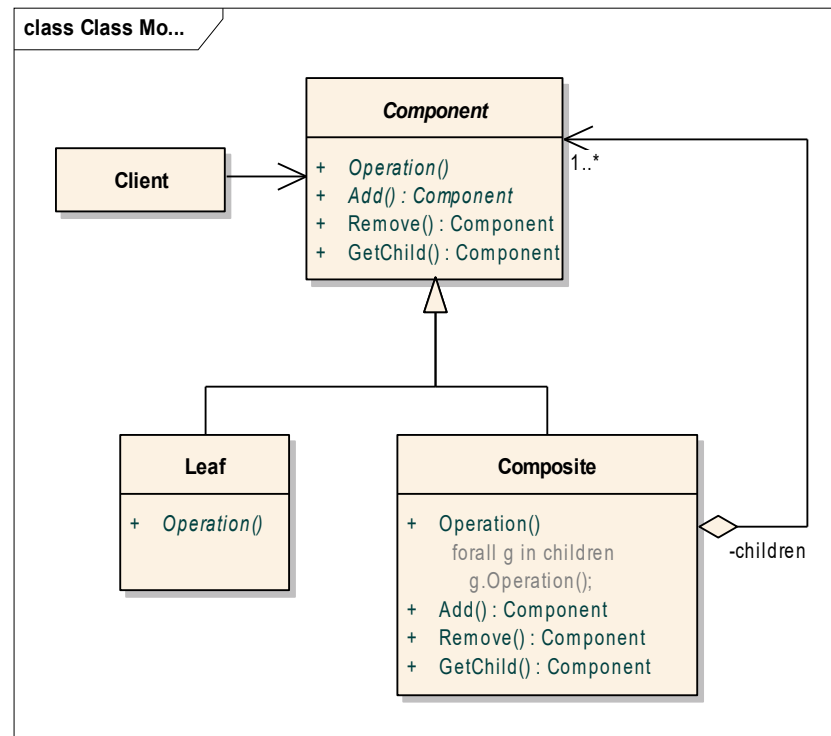 class Class Mo...
Component
+ Operation()
+ Add() : Component
+ Remove() : Component
+ GetChild() : Component
Client
1..*
Leaf
+ Operation()
Composite
+ Operation()
forall g in children
g.Operation();
+ Add() : Component
+ Remove() : Component
+ GetChild() : Component
-children